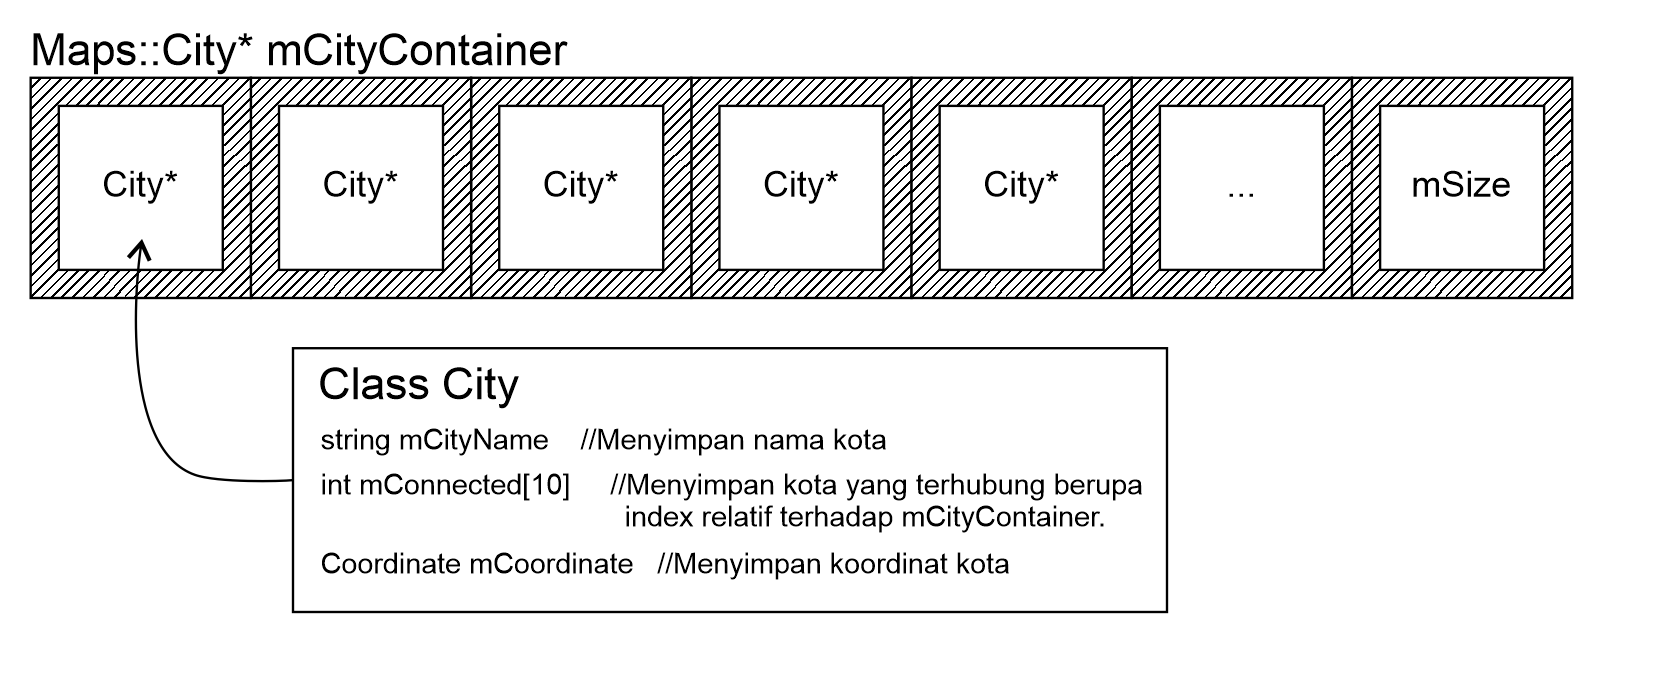 Maps::City* mCityContainer
City* City* City* City* City* ... mSize
Class City
string mCityName //Menyimpan nama kota
int mConnected[10] //Menyimpan kota yang terhubung berupa
index relatif terhadap mCityContainer.
Coordinate mCoordinate //Menyimpan koordinat kota